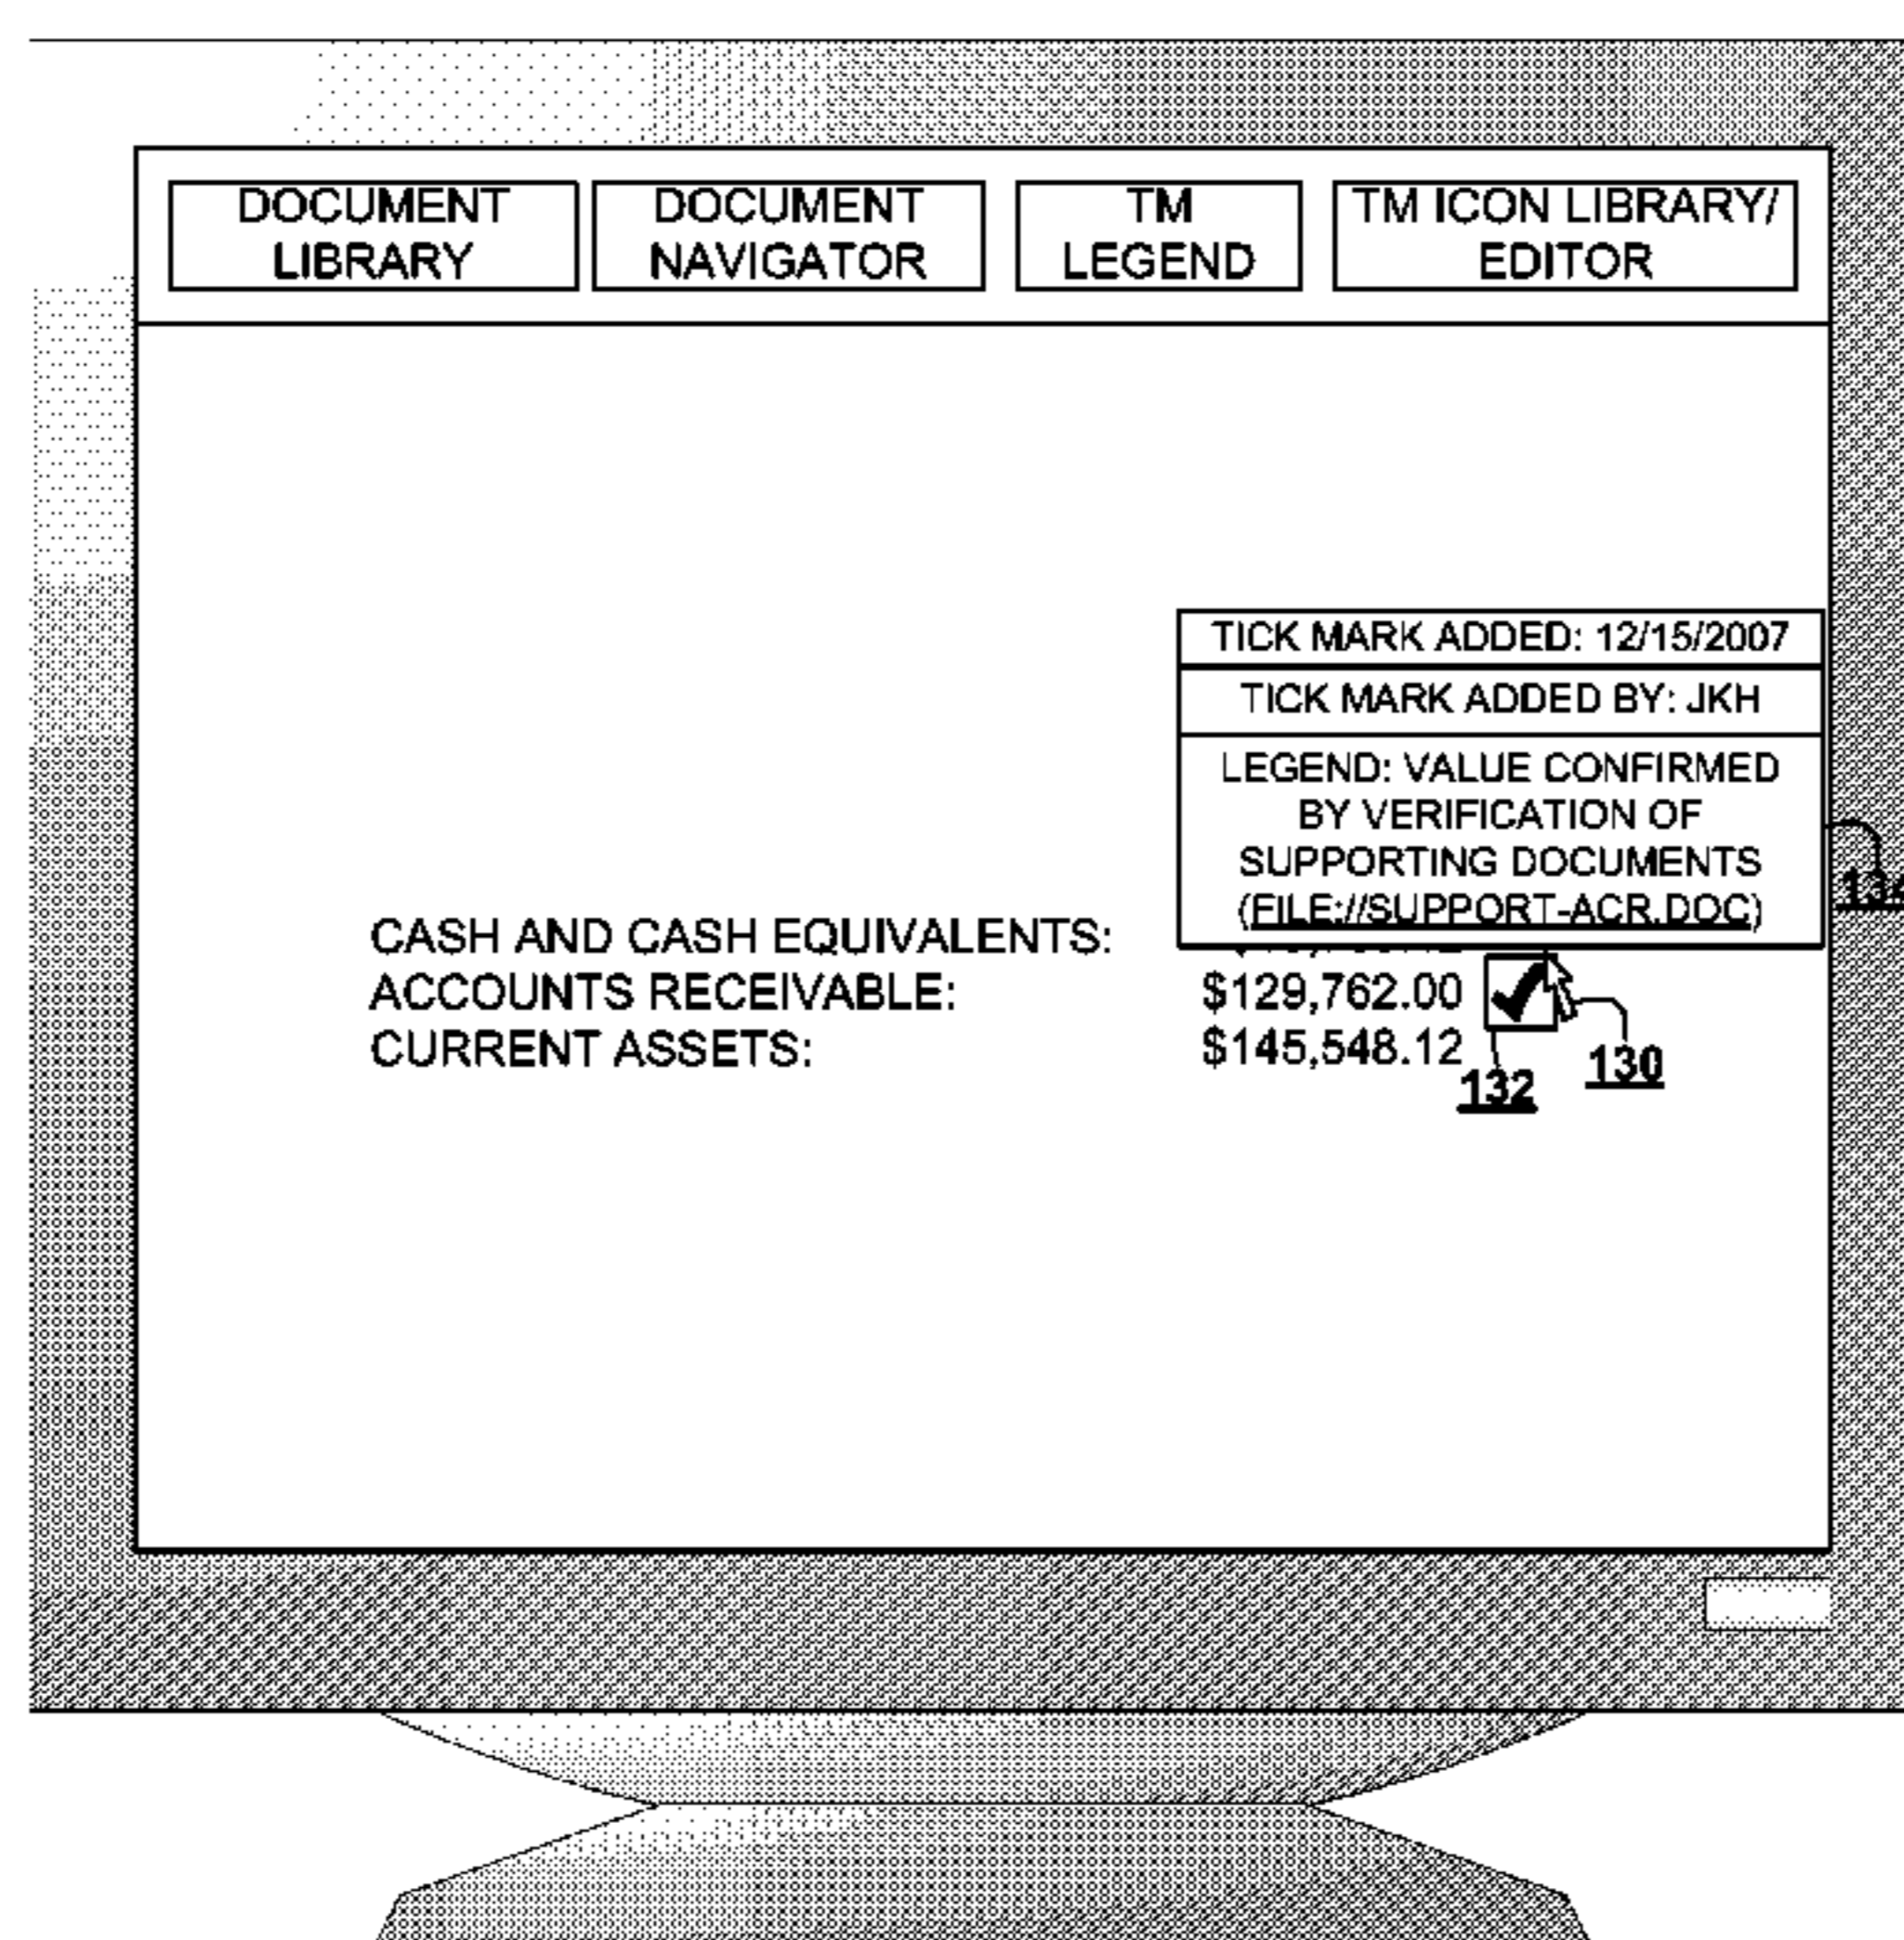 DOCUMENT LIBRARY
DOCUMENT NAVIGATOR
TM LEGEND
TM ICON LIBRARY/ EDITOR
TICK MARK ADDED: 12/15/2007
TICK MARK ADDED BY: JKH
LEGEND: VALUE CONFIRMED
BY VERIFICATION OF
SUPPORTING DOCUMENTS
(FILE://SUPPORT-ACR.DOC)
CASH AND CASH EQUIVALENTS:
ACCOUNTS RECEIVABLE: $129,762.00
CURRENT ASSETS: $145,548.12
130
132